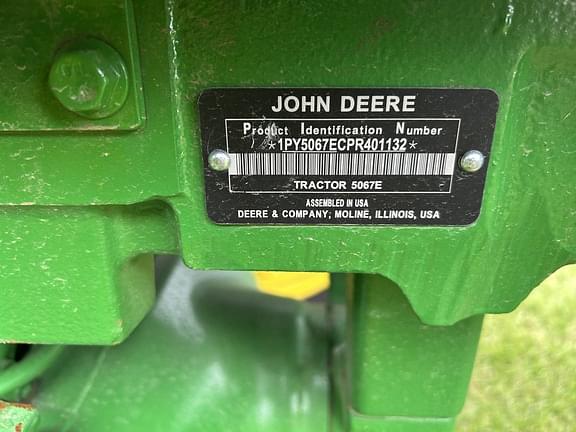 JOHN DEERE
Product Identification Number
*1PY5067ECPR401132*
TRACTOR 5067E
ASSEMBLED IN USA
DEERE & COMPANY, MOLINE, ILLINOIS, USA